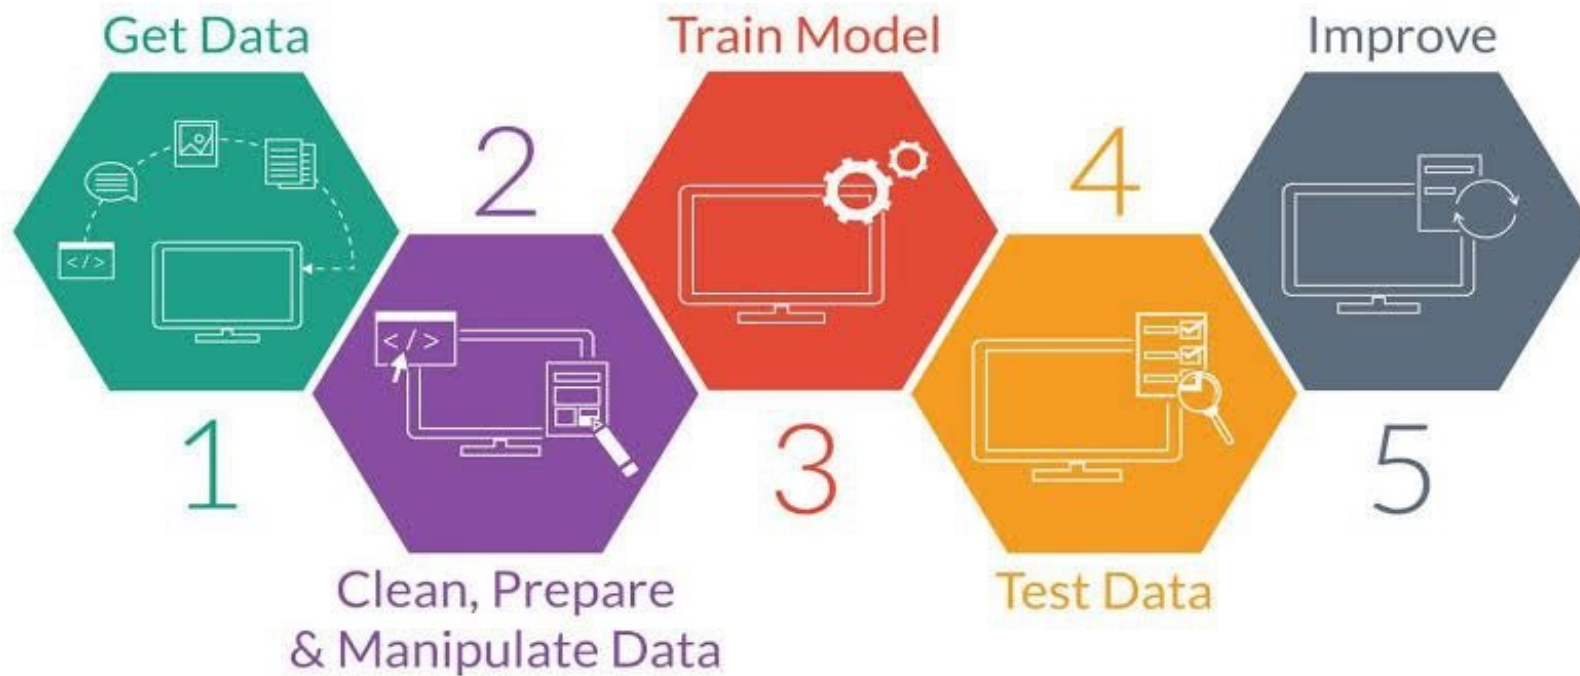 Get Data
1
</>
2
</>
Clean, Prepare
& Manipulate Data
Train Model
3
4
Test Data
Improve
5